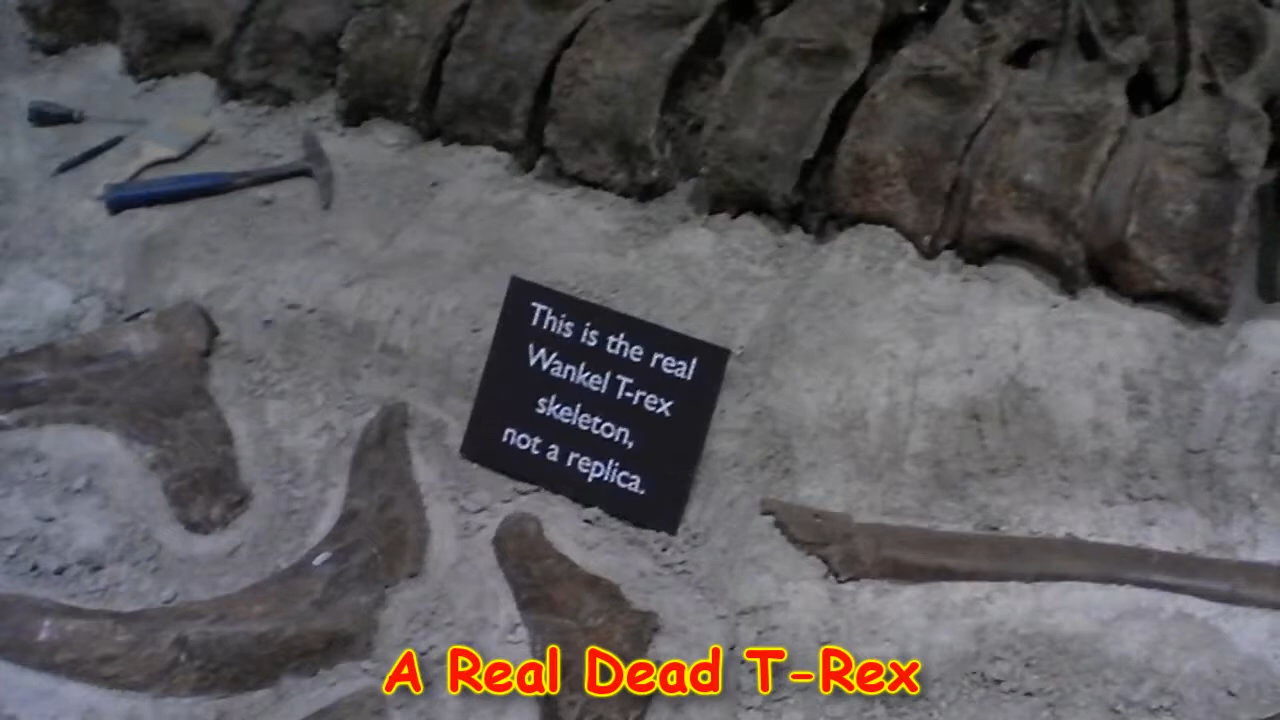 This is the real
Wankel T-rex
skeleton,
not a replica.
A Real Dead T-Rex